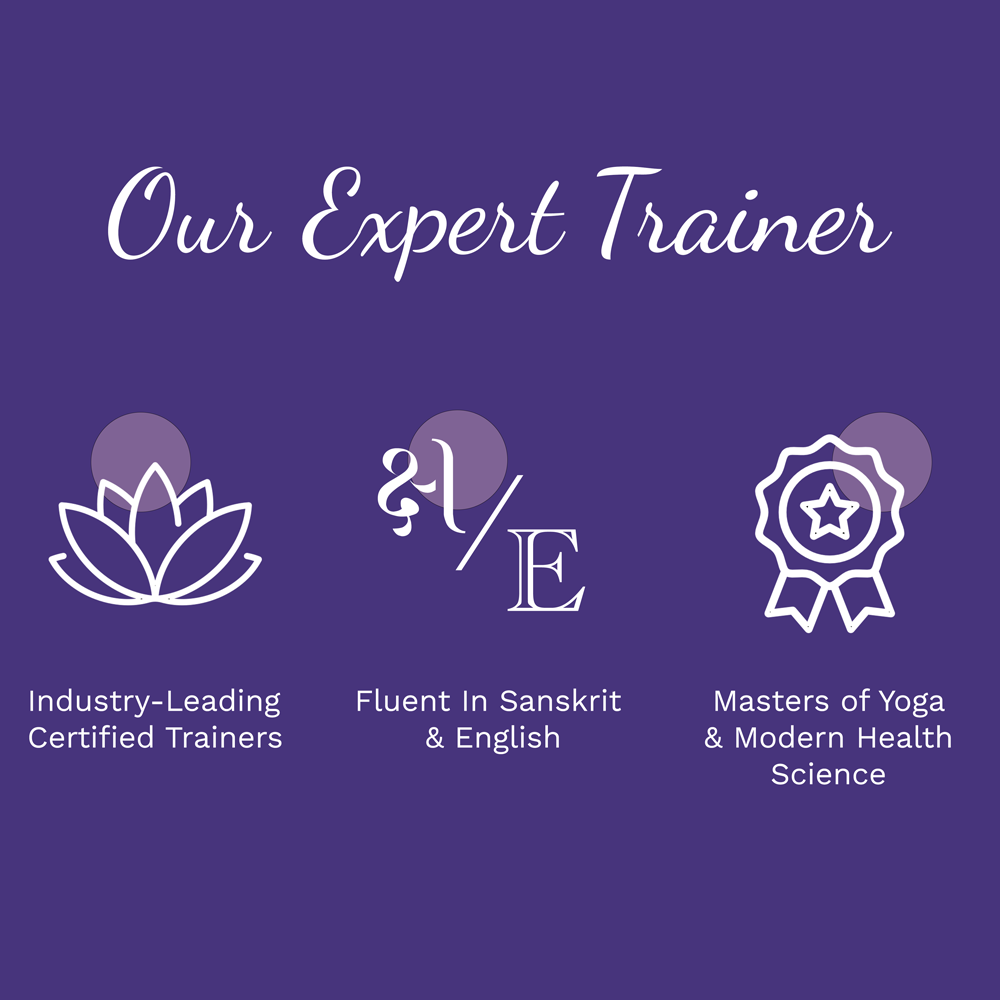 Our Expert Trainer
/
E
Industry-Leading
Certified Trainers
Fluent In Sanskrit
& English
Masters of Yoga
& Modern Health
Science